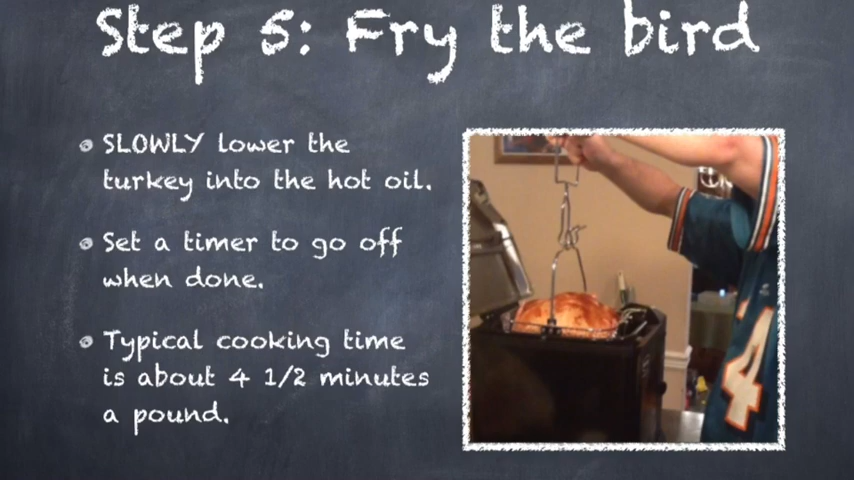 Step 5: Fry the bird
SLOWLY lower the
turkey into the hot oil.
Set a timer to go off
when done.
Typical cooking time
is about 4 1/2 minutes
a pound.
4